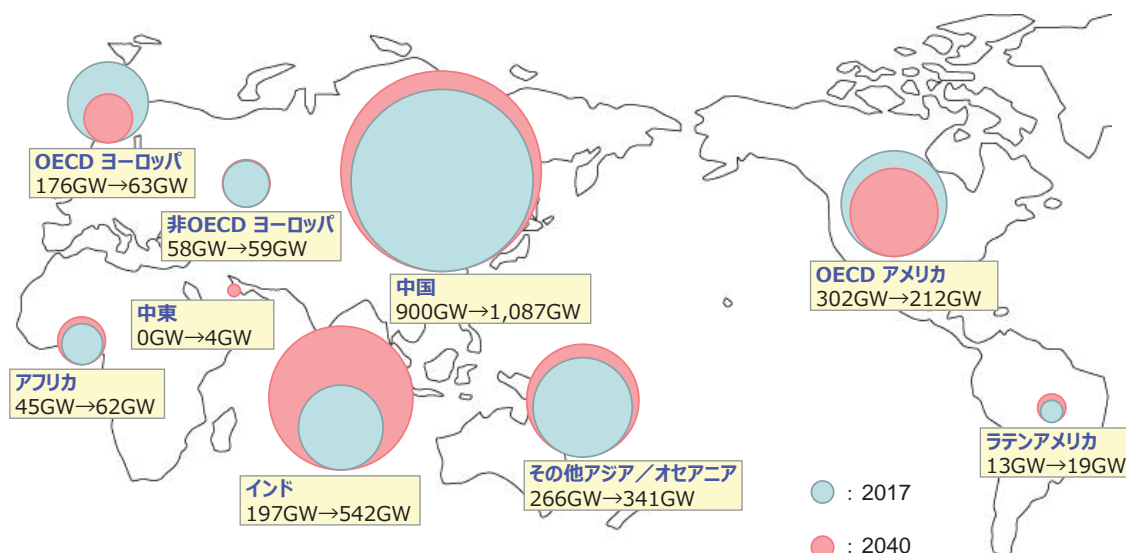 OECD ヨーロッパ
176GW→63GW
非OECD ヨーロッパ
58GW→59GW
中国
900GW→1,087GW
OECD アメリカ
302GW→212GW
中東
0GW→4GW
アフリカ
45GW→62GW
インド
197GW→542GW
その他アジア／オセアニア
266GW→341GW
ラテンアメリカ
13GW→19GW
：2017
：2040